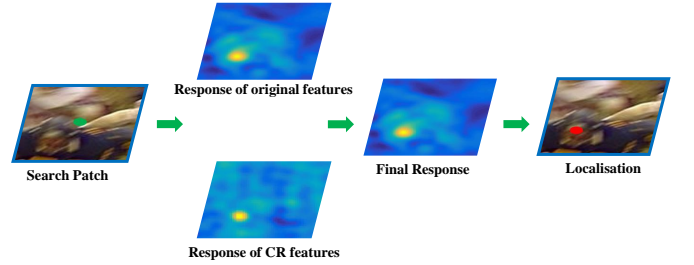 Response of original features
Search Patch
Final Response
Localisation
Response of CR features